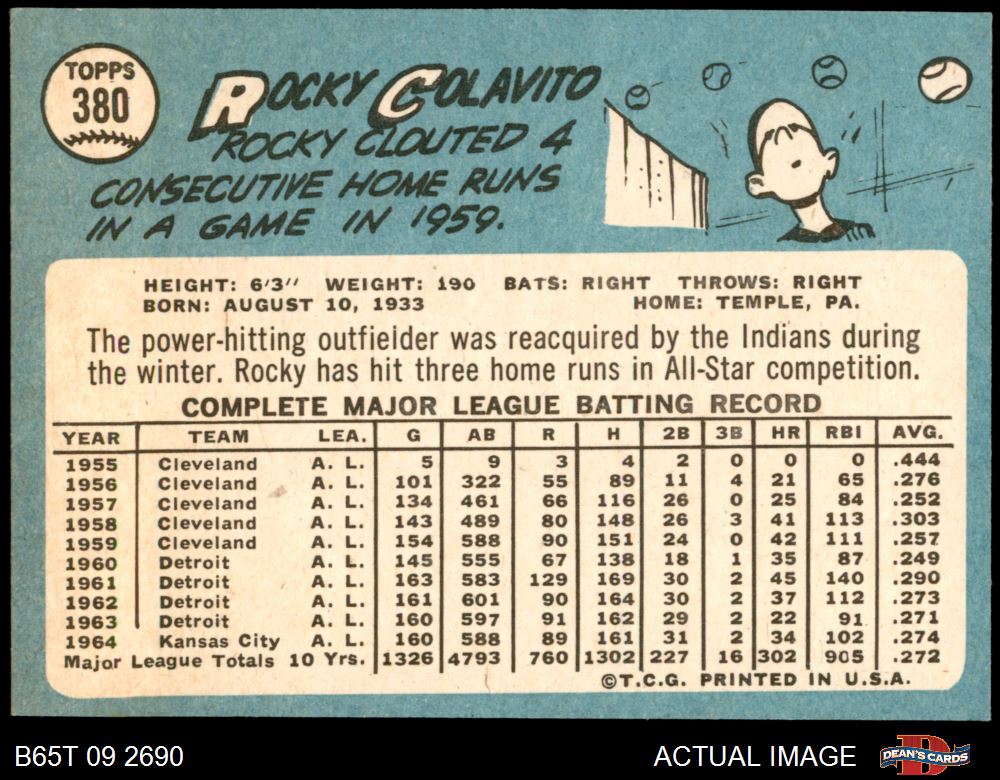 TOPPS
380
ROCKY COLAVITO
ROCKY CLOUTED 4
CONSECUTIVE HOME RUNS
IN A GAME IN 1959.
HEIGHT: 6'3" WEIGHT: 190 BATS: RIGHT THROWS: RIGHT
BORN: AUGUST 10, 1933 HOME: TEMPLE, PA.
The power-hitting outfielder was reacquired by the Indians during
the winter. Rocky has hit three home runs in All-Star competition.
COMPLETE MAJOR LEAGUE BATTING RECORD
YEAR TEAM LEA. G AB R H 2B 3B HR RBI AVG.
1955 Cleveland A. L. 5 9 3 4 2 0 0 0 .444
1956 Cleveland A. L. 101 322 55 89 11 4 21 65 .276
1957 Cleveland A. L. 134 461 66 116 26 0 25 84 .252
1958 Cleveland A. L. 143 489 80 148 26 3 41 113 .303
1959 Cleveland A. L. 154 588 90 151 24 0 42 111 .257
1960 Detroit A. L. 145 555 67 138 18 1 35 87 .249
1961 Detroit A. L. 163 583 129 169 30 2 45 140 .290
1962 Detroit A. L. 161 601 90 164 30 2 37 112 .273
1963 Detroit A. L. 160 597 91 162 29 2 22 91 .271
1964 Kansas City A. L. 160 588 89 161 31 2 34 102 .274
Major League Totals 10 Yrs. 1326 4793 760 1302 227 16 302 905 .272
©T.C.G. PRINTED IN U.S.A.
B65T 09 2690 ACTUAL IMAGE DEAN'S CARDS